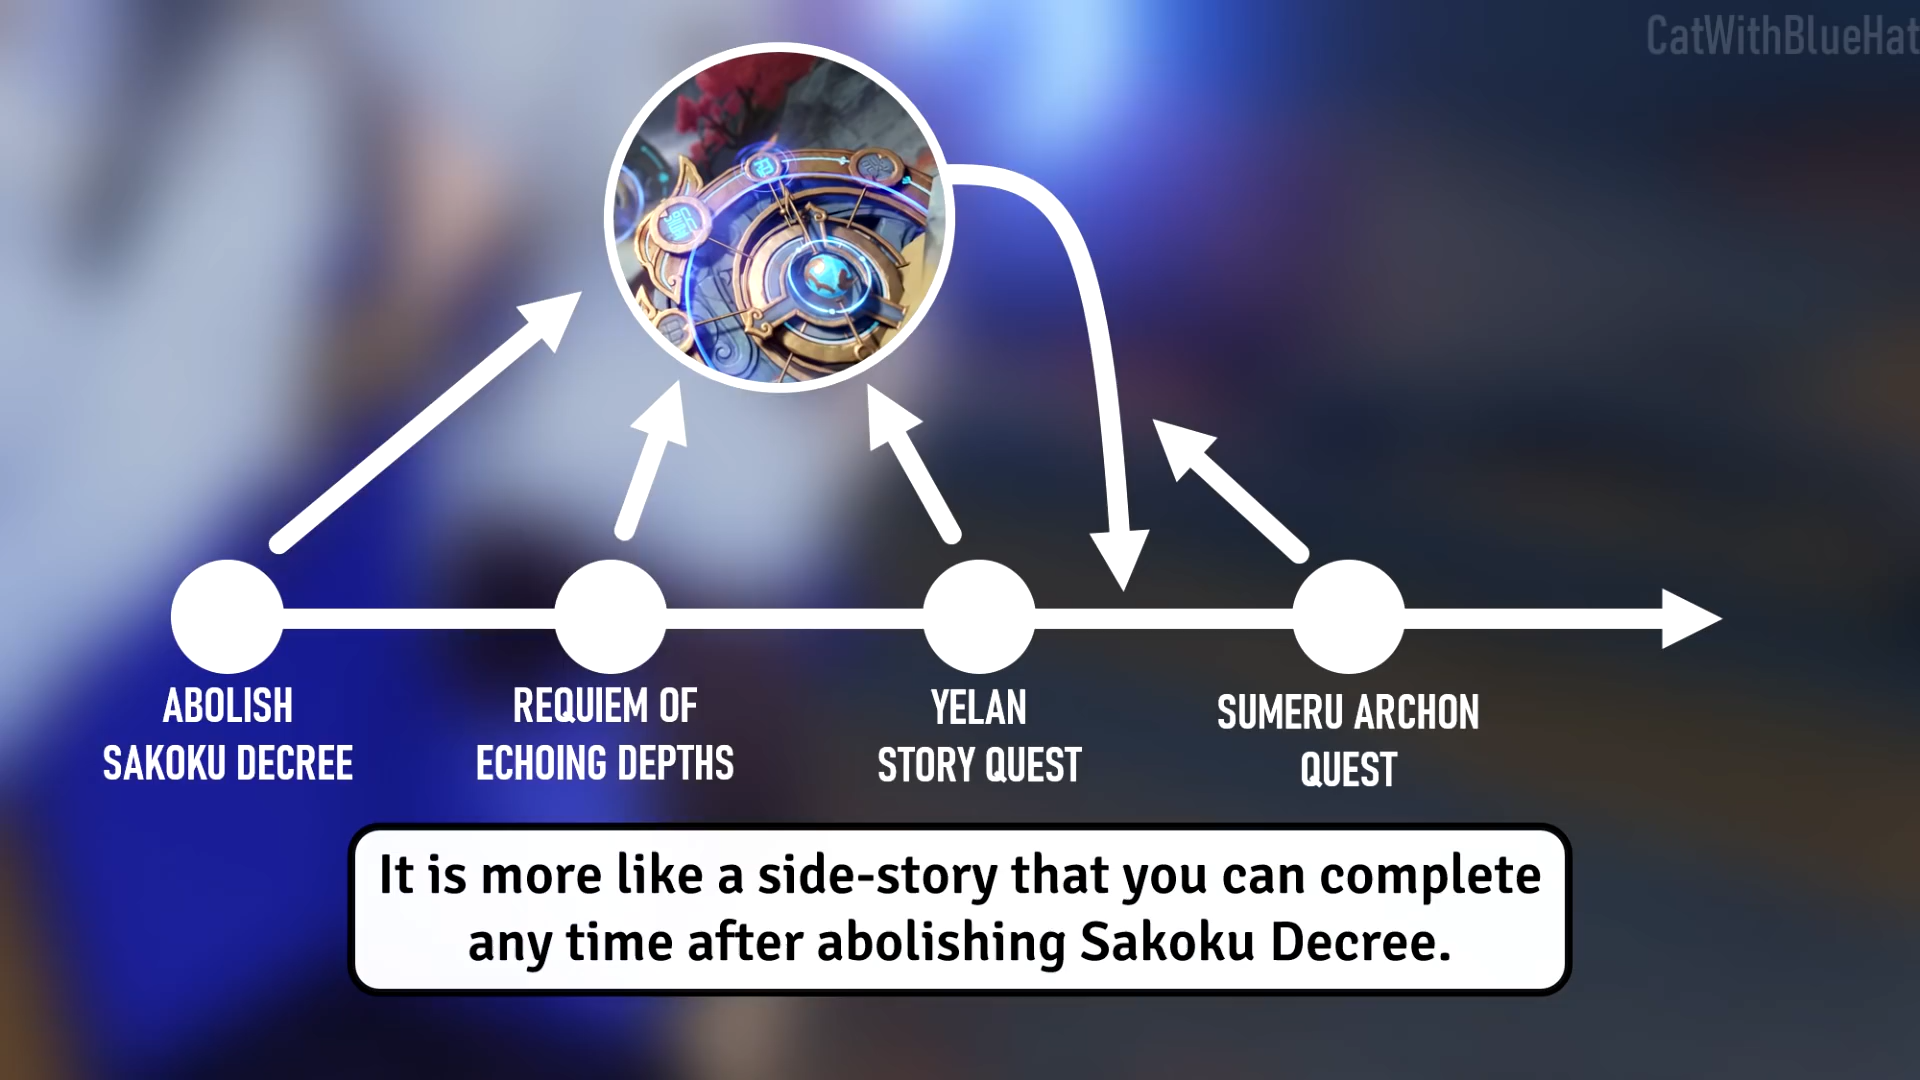 CatWithBlueHat
ABOLISH
SAKOKU DECREE
REQUIEM OF
ECHOING DEPTHS
YELAN
STORY QUEST
SUMERU ARCHON
QUEST
It is more like a side-story that you can complete
any time after abolishing Sakoku Decree.